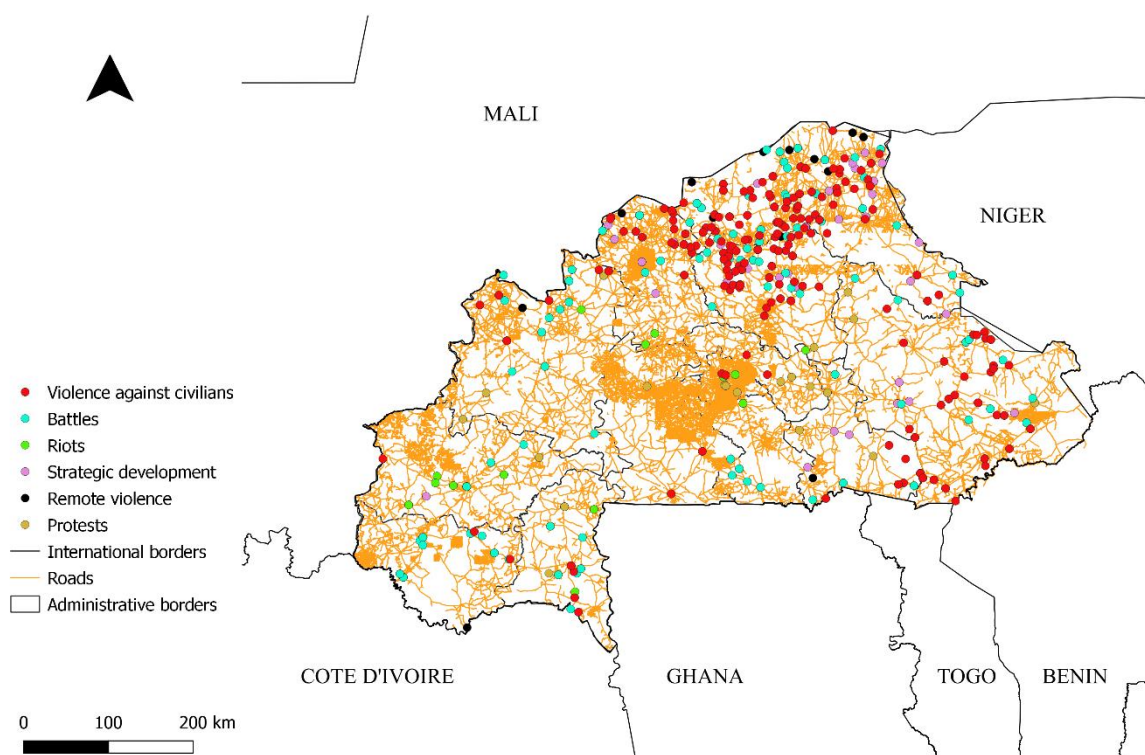 MALI
NIGER
Violence against civilians
Battles
Riots
Strategic development
Remote violence
Protests
International borders
Roads
Administrative borders
COTE D'IVOIRE
GHANA
TOGO
BENIN
0 100 200 km